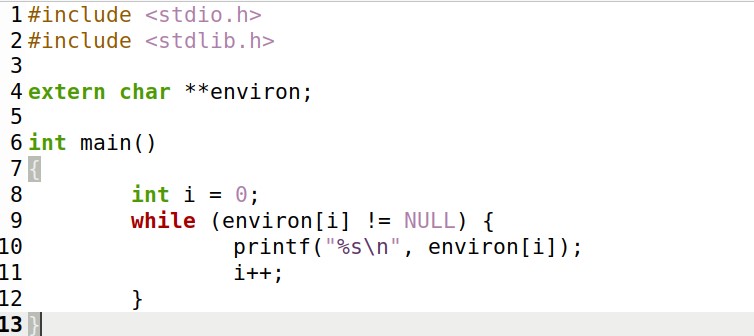 1 #include <stdio.h>
2 #include <stdlib.h>
3
4 extern char **environ;
5
6 int main()
7 {
8         int i = 0;
9         while (environ[i] != NULL) {
10                 printf("%s\n", environ[i]);
11                 i++;
12         }
13 }